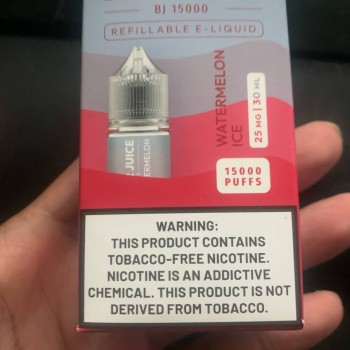 BJ 15000
REFILLABLE E-LIQUID
WATERMELON
ICE
25 MG | 30 ML
JUICE
15000
PUFFS
WARNING:
THIS PRODUCT CONTAINS
TOBACCO-FREE NICOTINE.
NICOTINE IS AN ADDICTIVE
CHEMICAL. THIS PRODUCT IS NOT
DERIVED FROM TOBACCO.